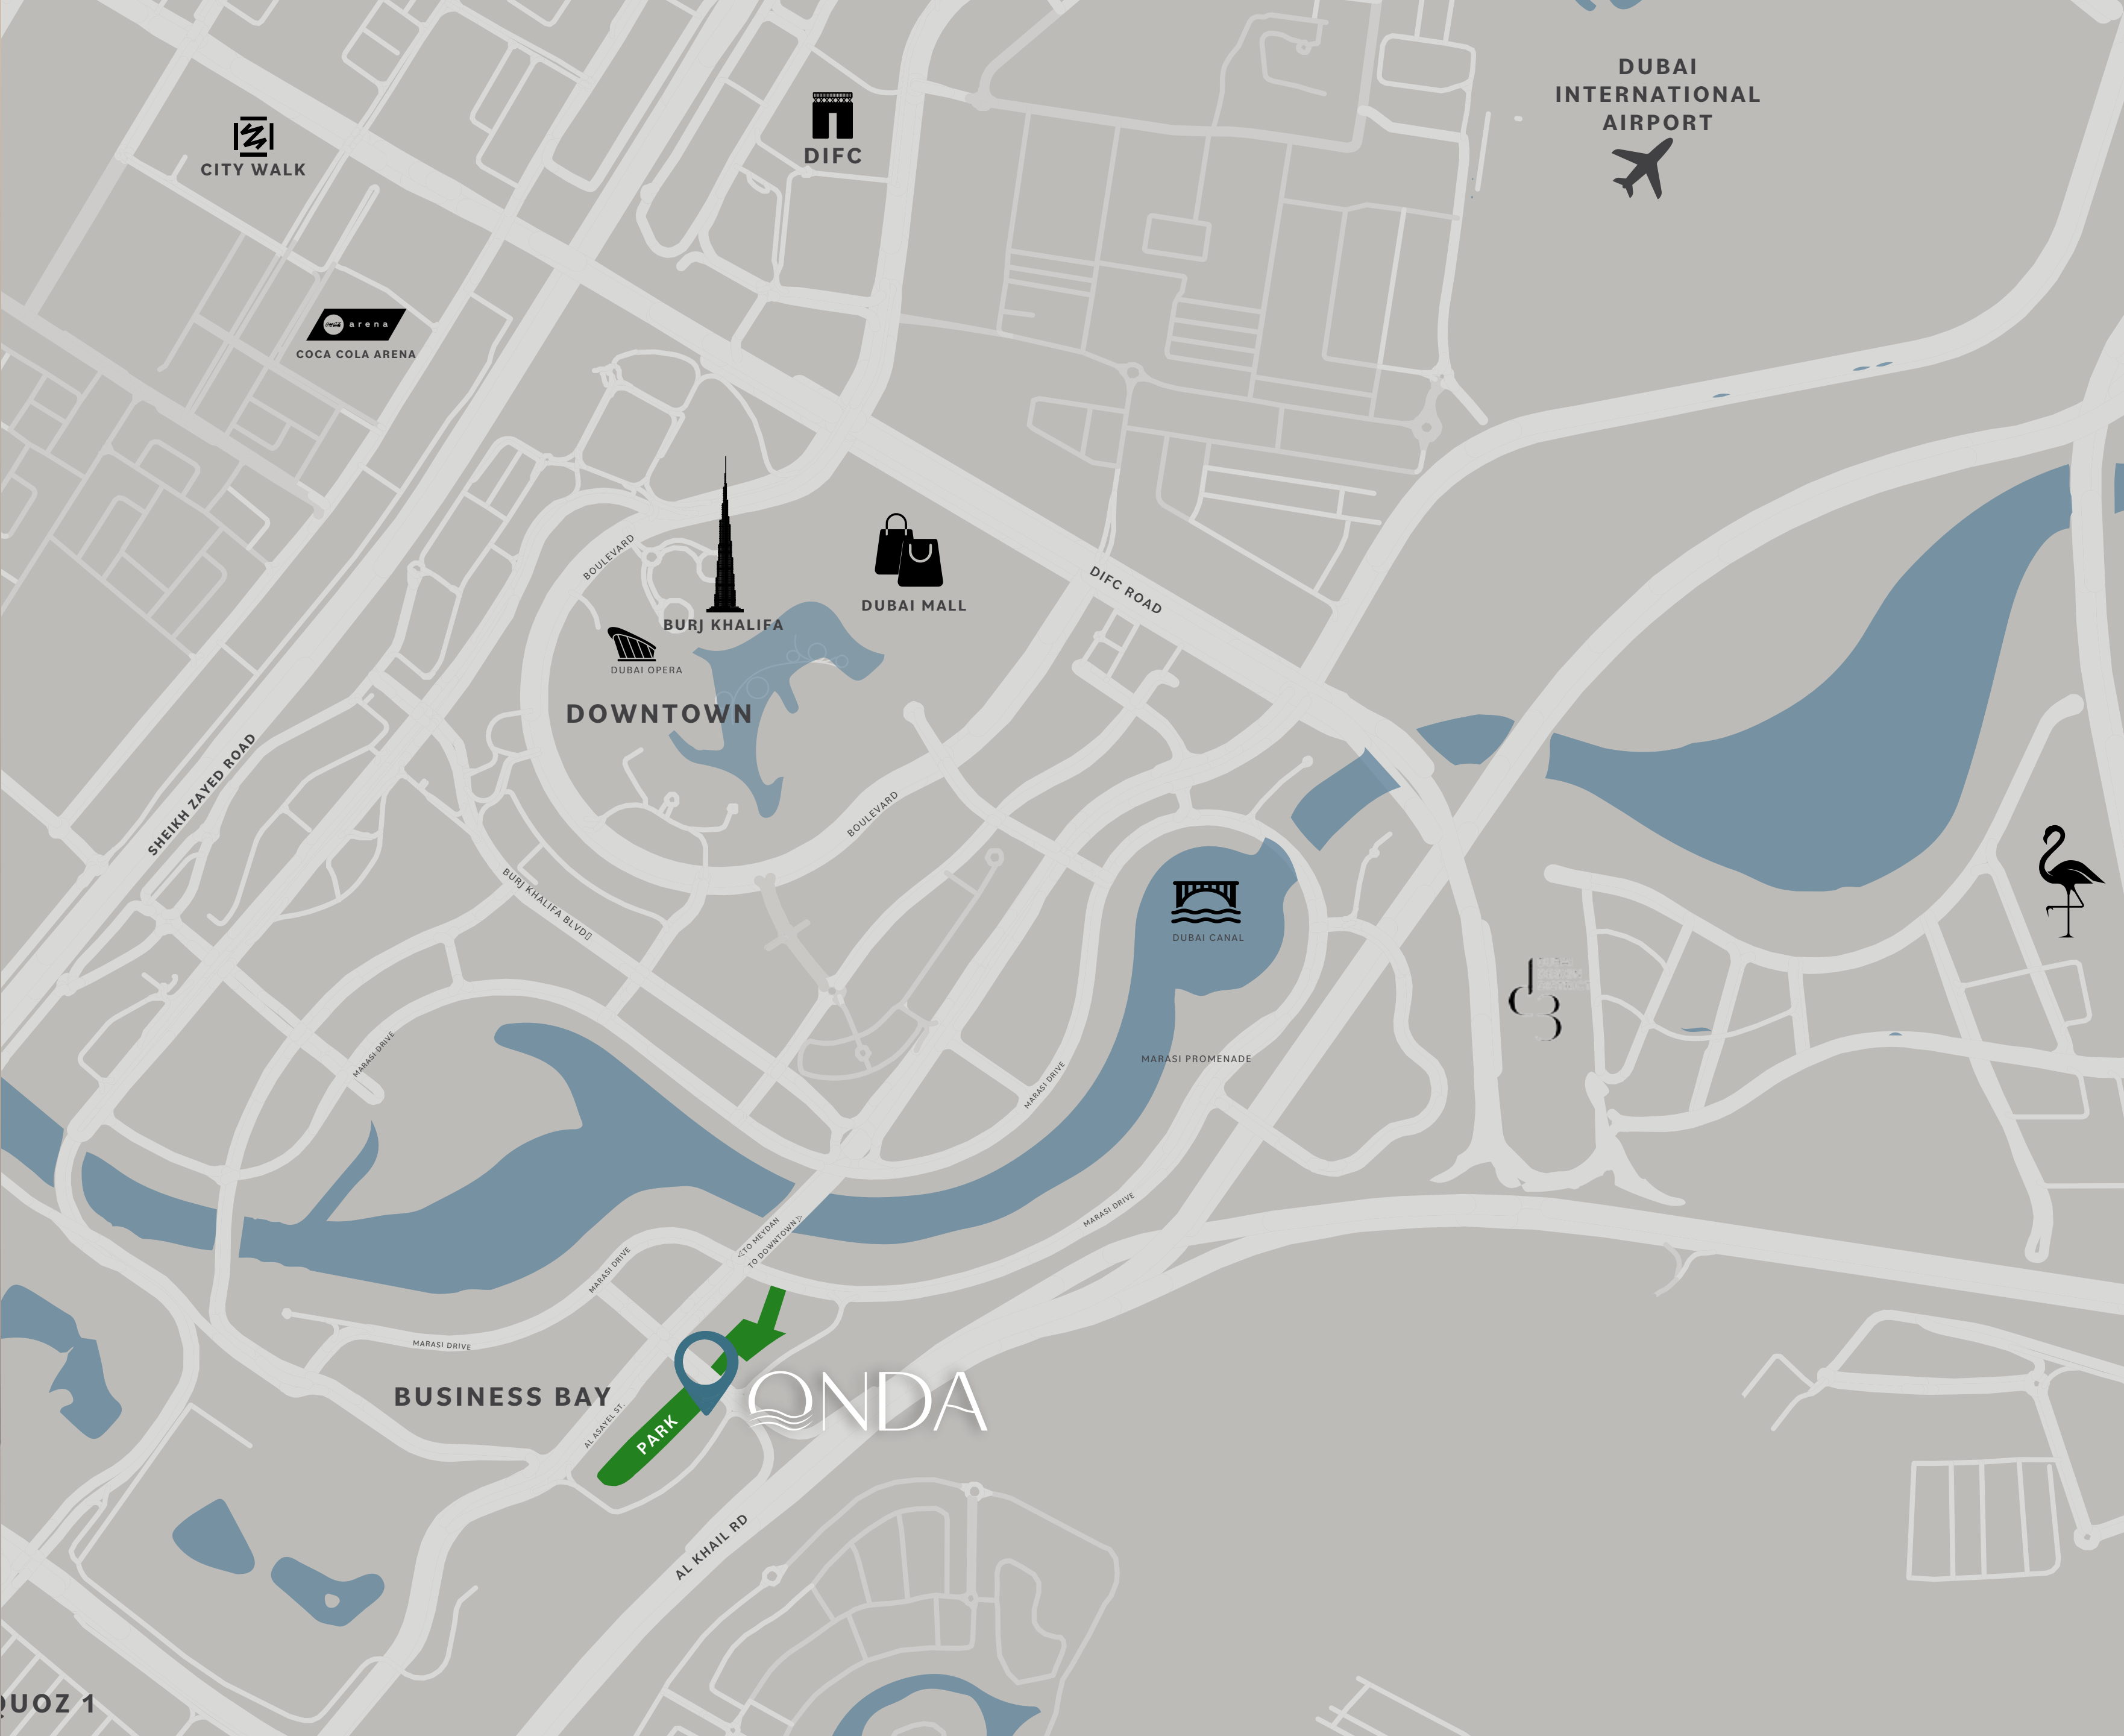 DUBAI
INTERNATIONAL
AIRPORT
DIFC
CITY WALK
arena
COCA COLA ARENA
BOULEVARD
DIFC ROAD
DUBAI MALL
BURJ KHALIFA
DUBAI OPERA
DOWNTOWN
SHEIKH ZAYED ROAD
BOULEVARD
BURJ KHALIFA BLVD
DUBAI CANAL
MARASI DRIVE
MARASI PROMENADE
MARASI DRIVE
MARASI DRIVE
TO MEYDAN
TO DOWNTOWN
MARASI DRIVE
MARASI DRIVE
BUSINESS BAY
AL ASAYEL ST.
PARK
ONDA
AL KHAIL RD
QUOZ 1